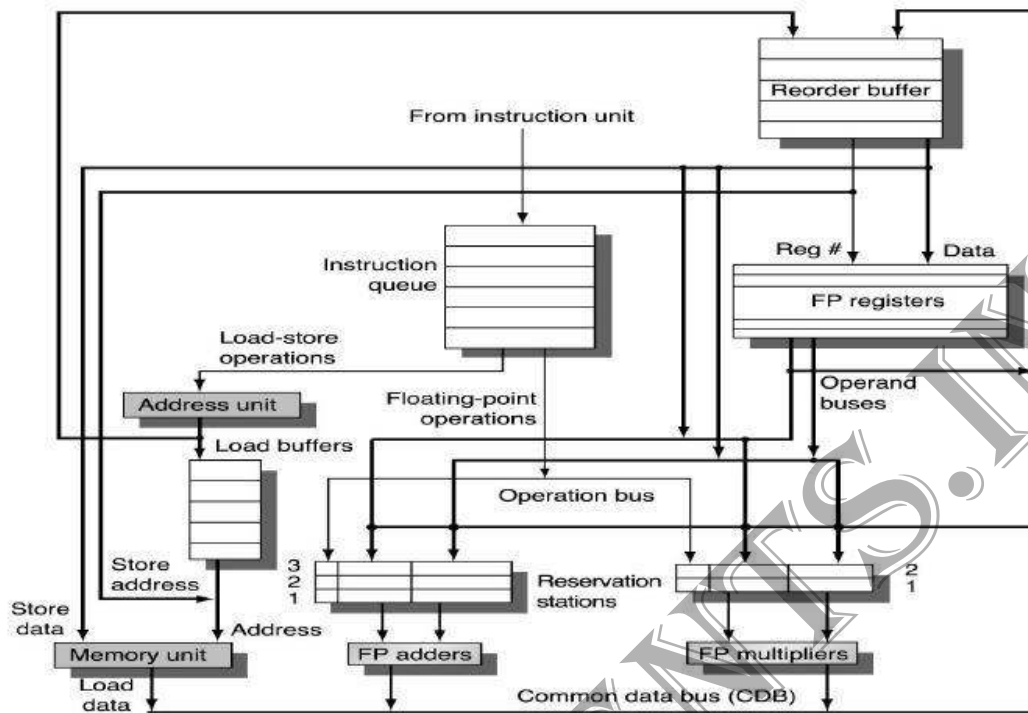 Reorder buffer
From instruction unit
Reg #
Data
Instruction
queue
FP registers
Load-store
operations
Operand
buses
Address unit
Floating-point
operations
Load buffers
Operation bus
Store
address
3
2
1
Reservation
stations
2
1
Store
data
Address
Memory unit
FP adders
FP multipliers
Load
data
Common data bus (CDB)